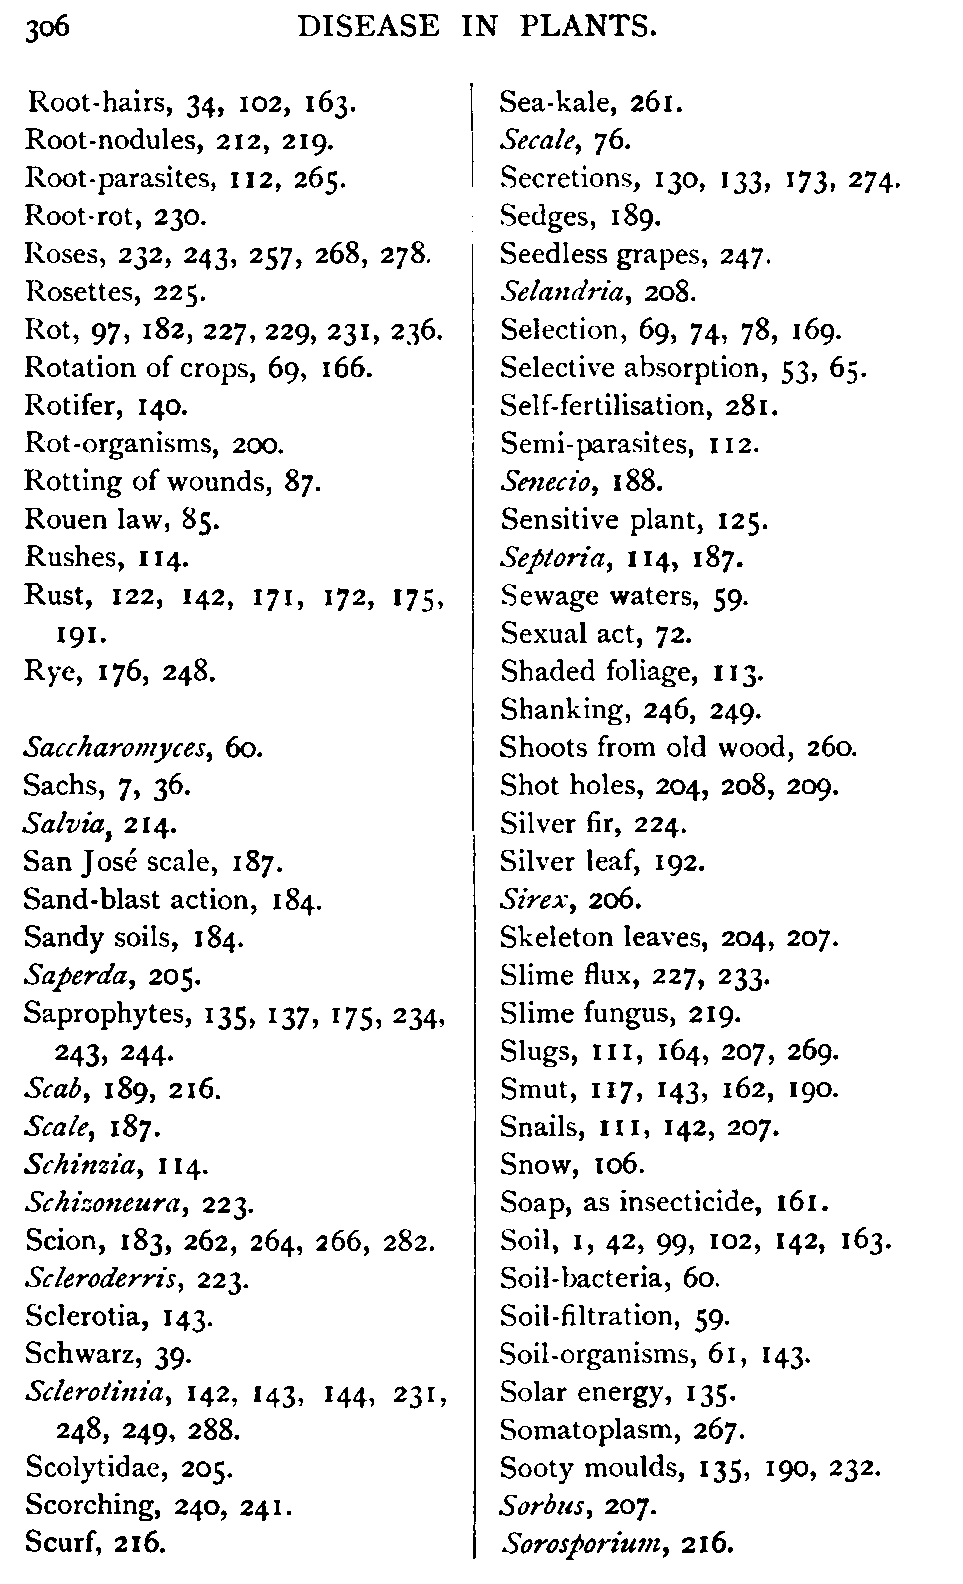 306 DISEASE IN PLANTS.
Root-hairs, 34, 102, 163.
Root-nodules, 212, 219.
Root-parasites, 112, 265.
Root-rot, 230.
Roses, 232, 243, 257, 268, 278.
Rosettes, 225.
Rot, 97, 182, 227, 229, 231, 236.
Rotation of crops, 69, 166.
Rotifer, 140.
Rot-organisms, 200.
Rotting of wounds, 87.
Rouen law, 85.
Rushes, 114.
Rust, 122, 142, 171, 172, 175,
191.
Rye, 176, 248.
Saccharomyces, 60.
Sachs, 7, 36.
Salvia, 214.
San José scale, 187.
Sand-blast action, 184.
Sandy soils, 184.
Saperda, 205.
Saprophytes, 135, 137, 175, 234,
243, 244.
Scab, 189, 216.
Scale, 187.
Schinzia, 114.
Schizoneura, 223.
Scion, 183, 262, 264, 266, 282.
Scleroderris, 223.
Sclerotia, 143.
Schwarz, 39.
Sclerotinia, 142, 143, 144, 231,
248, 249, 288.
Scolytidae, 205.
Scorching, 240, 241.
Scurf, 216.
Sea-kale, 261.
Secale, 76.
Secretions, 130, 133, 173, 274.
Sedges, 189.
Seedless grapes, 247.
Selandria, 208.
Selection, 69, 74, 78, 169.
Selective absorption, 53, 65.
Self-fertilisation, 281.
Semi-parasites, 112.
Senecio, 188.
Sensitive plant, 125.
Septoria, 114, 187.
Sewage waters, 59.
Sexual act, 72.
Shaded foliage, 113.
Shanking, 246, 249.
Shoots from old wood, 260.
Shot holes, 204, 208, 209.
Silver fir, 224.
Silver leaf, 192.
Sirex, 206.
Skeleton leaves, 204, 207.
Slime flux, 227, 233.
Slime fungus, 219.
Slugs, 111, 164, 207, 269.
Smut, 117, 143, 162, 190.
Snails, 111, 142, 207.
Snow, 106.
Soap, as insecticide, 161.
Soil, 1, 42, 99, 102, 142, 163.
Soil-bacteria, 60.
Soil-filtration, 59.
Soil-organisms, 61, 143.
Solar energy, 135.
Somatoplasm, 267.
Sooty moulds, 135, 190, 232.
Sorbus, 207.
Sorosporium, 216.